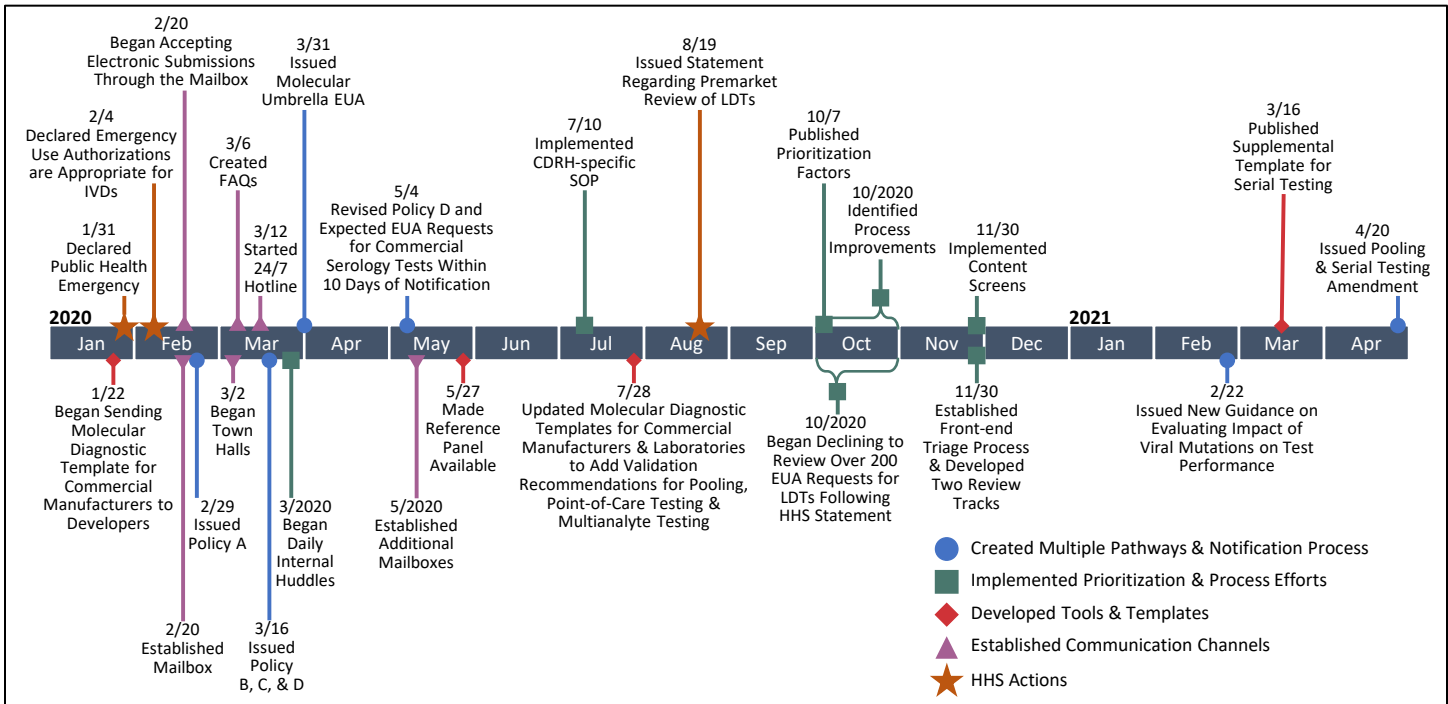 2/20
Began Accepting
Electronic Submissions
Through the Mailbox
3/31
Issued
Molecular
Umbrella EUA
8/19
Issued Statement
Regarding Premarket
Review of LDTs
2/4
Declared Emergency
Use Authorizations
are Appropriate for
IVDs
3/6
Created
FAQs
7/10
Implemented
CDRH-specific
SOP
10/7
Published
Prioritization
Factors
3/16
Published
Supplemental
Template for
Serial Testing
1/31
Declared
Public Health
Emergency
3/12
Started
24/7
Hotline
5/4
Revised Policy D and
Expected EUA Requests
for Commercial
Serology Tests Within
10 Days of Notification
10/2020
Identified
Process
Improvements
11/30
Implemented
Content
Screens
4/20
Issued Pooling
& Serial Testing
Amendment
2020
2021
Jan
Feb
Mar
Apr
May
Jun
Jul
Aug
Sep
Oct
Nov
Dec
Jan
Feb
Mar
Apr
1/22
Began Sending
Molecular
Diagnostic
Template for
Commercial
Manufacturers to
Developers
2/20
Established
Mailbox
2/29
Issued
Policy A
3/2
Began
Town
Halls
3/16
Issued
Policy
B, C, & D
3/2020
Began
Daily
Internal
Huddles
5/2020
Established
Additional
Mailboxes
5/27
Made
Reference
Panel
Available
7/28
Updated Molecular Diagnostic
Templates for Commercial
Manufacturers & Laboratories
to Add Validation
Recommendations for Pooling,
Point-of-Care Testing &
Multianalyte Testing
10/2020
Began Declining to
Review Over 200
EUA Requests for
LDTs Following
HHS Statement
11/30
Established
Front-end
Triage Process
& Developed
Two Review
Tracks
2/22
Issued New Guidance on
Evaluating Impact of
Viral Mutations on Test
Performance
Created Multiple Pathways & Notification Process
Implemented Prioritization & Process Efforts
Developed Tools & Templates
Established Communication Channels
HHS Actions